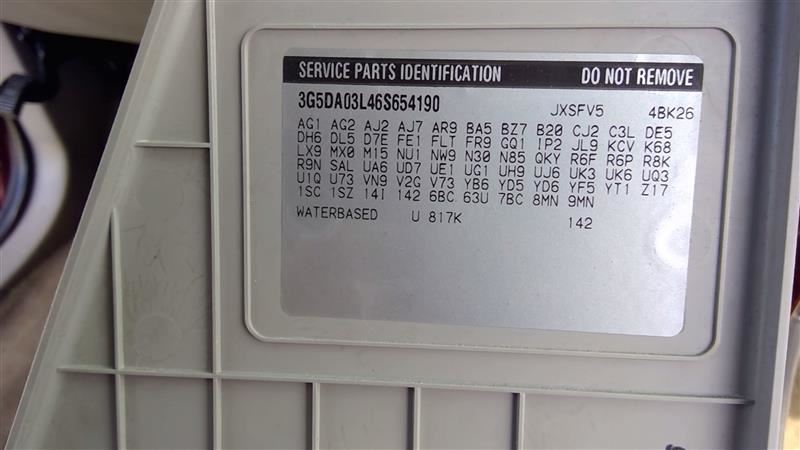 SERVICE PARTS IDENTIFICATION DO NOT REMOVE
3G5DA03L46S654190 JXSFV5 4BK26
AG1 AG2 AJ2 AJ7 AR9 BA5 BZ7 B20 CJ2 C3L DE5
DH6 DL5 D7E FE1 FLT FR9 GQ1 IP2 JL9 KCV K68
LX9 MX0 M15 NU1 NW9 N30 N85 QKY R6F R6P R8K
R9N SAL UA6 UD7 UE1 UG1 UH9 UJ6 UK3 UK6 UQ3
U1Q U73 VN9 V2G V73 YB6 YD5 YD6 YF5 YT1 Z17
1SC 1SZ 14I 142 6BC 63U 7BC 8MN 9MN
WATERBASED U 817K 142